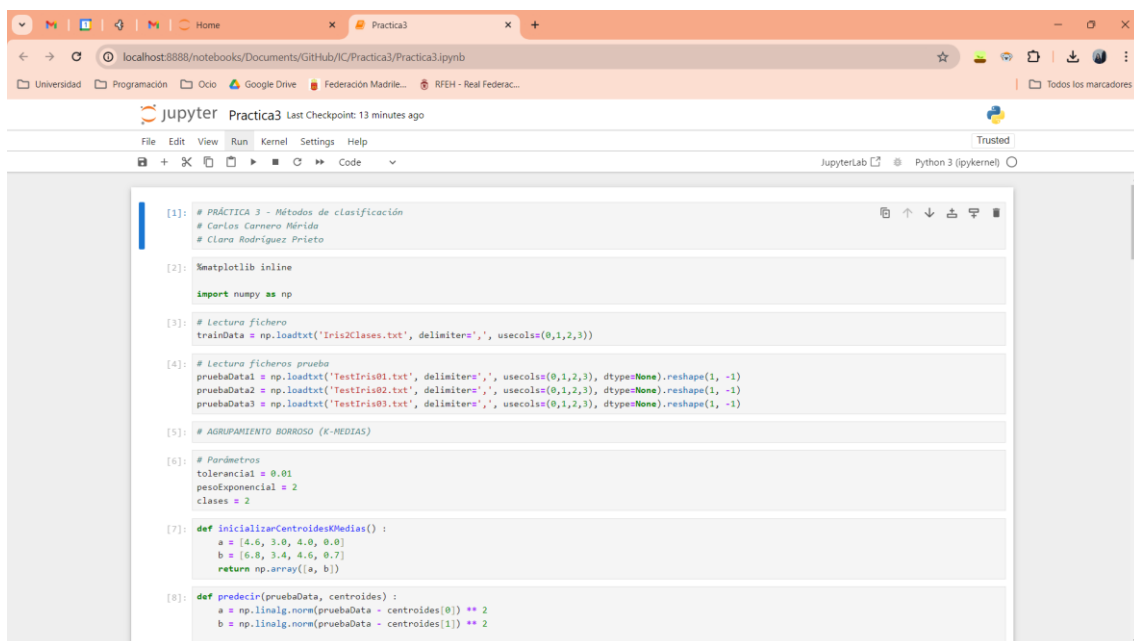 Home
Practica3
localhost:8888/notebooks/Documents/GitHub/IC/Practica3/Practica3.ipynb
Universidad Programación Ocio Google Drive Federación Madrile... RFEH - Real Federac... Todos los marcadores
jupyter Practica3 Last Checkpoint: 13 minutes ago
File Edit View Run Kernel Settings Help Trusted
Code JupyterLab Python 3 (ipykernel)
[1]: # PRÁCTICA 3 - Métodos de clasificación
# Carlos Carnero Mérida
# Clara Rodríguez Prieto
[2]: %matplotlib inline
import numpy as np
[3]: # Lectura fichero
trainData = np.loadtxt('Iris2Clases.txt', delimiter=',', usecols=(0,1,2,3))
[4]: # Lectura ficheros prueba
pruebaData1 = np.loadtxt('TestIris01.txt', delimiter=',', usecols=(0,1,2,3), dtype=None).reshape(1, -1)
pruebaData2 = np.loadtxt('TestIris02.txt', delimiter=',', usecols=(0,1,2,3), dtype=None).reshape(1, -1)
pruebaData3 = np.loadtxt('TestIris03.txt', delimiter=',', usecols=(0,1,2,3), dtype=None).reshape(1, -1)
[5]: # AGRUPAMIENTO BORROSO (K-MEDIAS)
[6]: # Parámetros
tolerancia1 = 0.01
pesoExponencial = 2
clases = 2
[7]: def inicializarCentroidesKMedias() :
a = [4.6, 3.0, 4.0, 0.0]
b = [6.8, 3.4, 4.6, 0.7]
return np.array([a, b])
[8]: def predecir(pruebaData, centroides) :
a = np.linalg.norm(pruebaData - centroides[0]) ** 2
b = np.linalg.norm(pruebaData - centroides[1]) ** 2